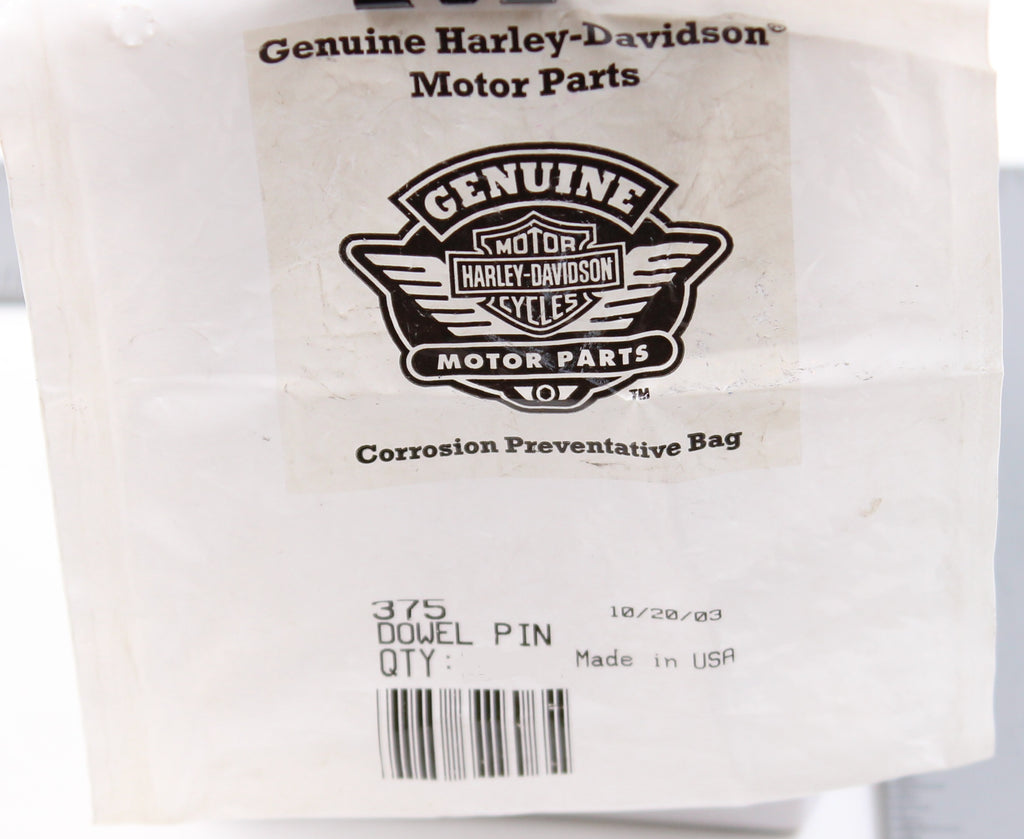 Genuine Harley-Davidson®
Motor Parts
GENUINE
MOTOR
HARLEY-DAVIDSON
CYCLES
MOTOR PARTS
TM
Corrosion Preventative Bag
375
10/20/03
DOWEL PIN
QTY:
Made in USA